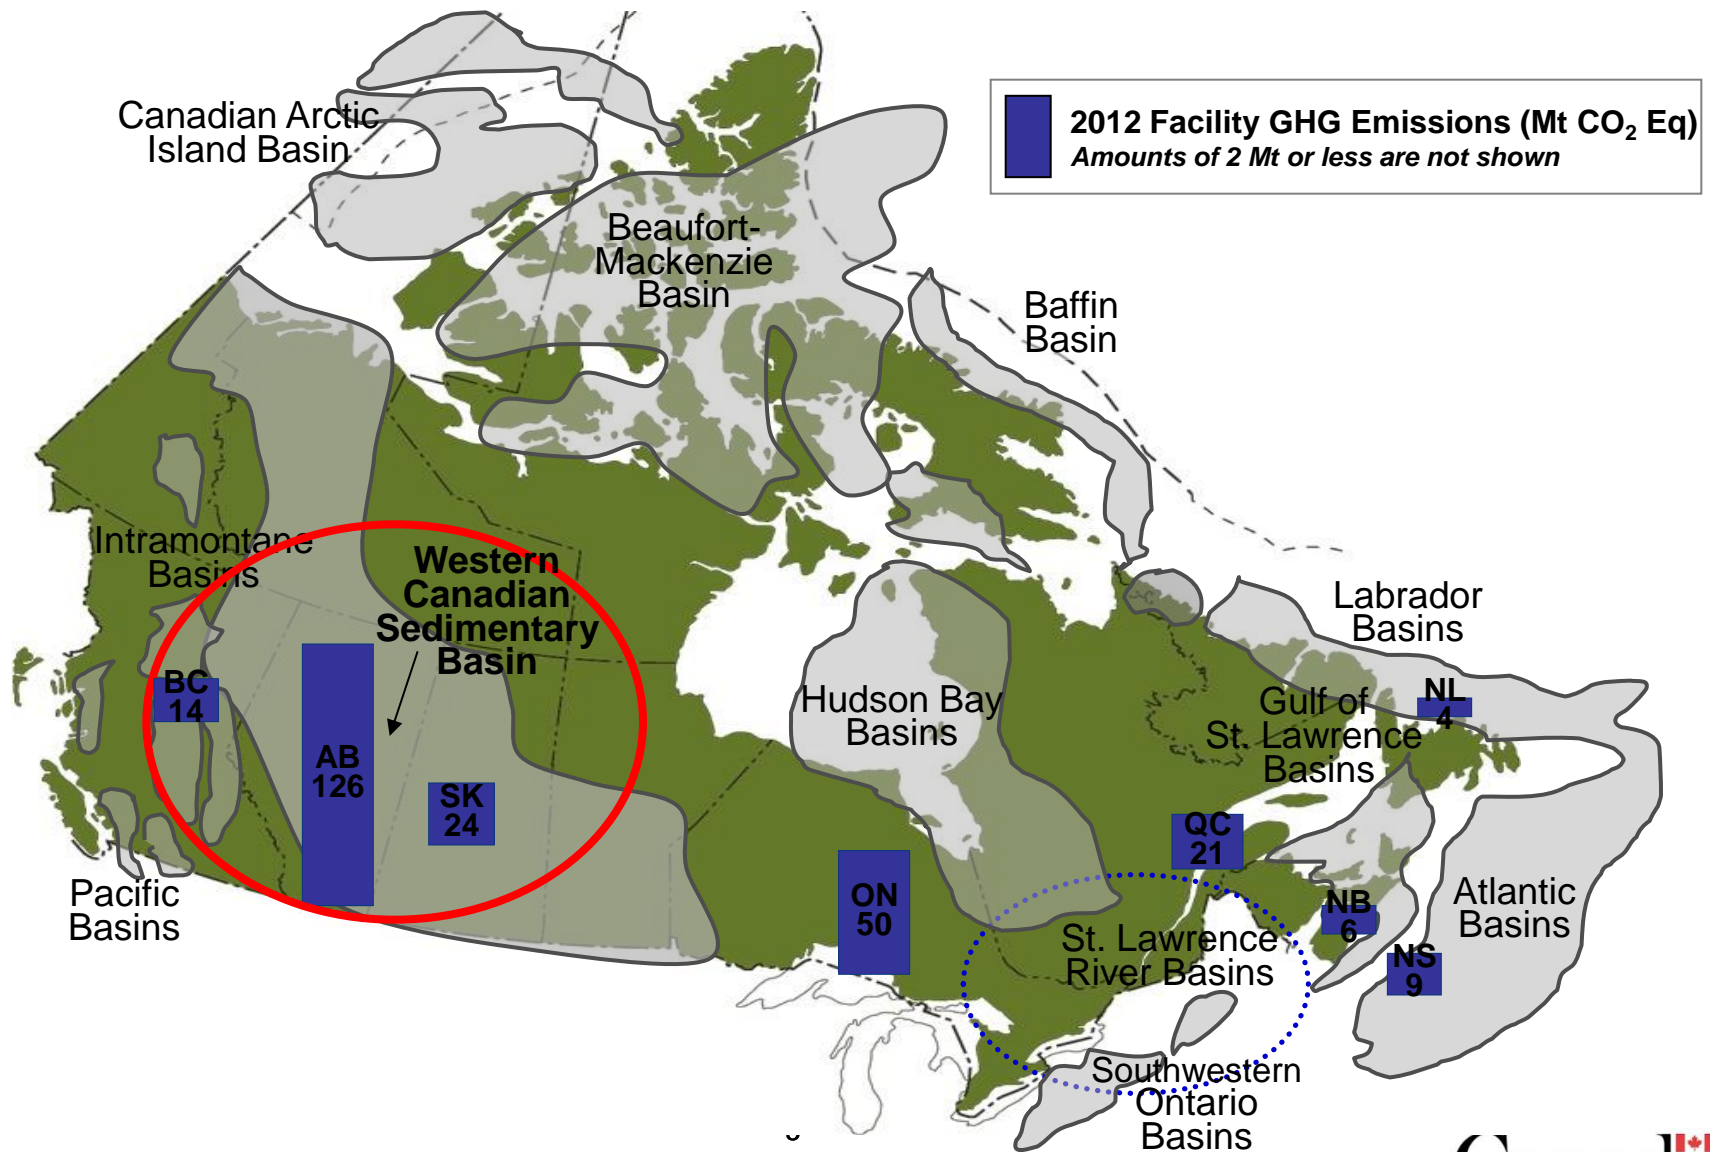 2012 Facility GHG Emissions (Mt CO₂ Eq)
Amounts of 2 Mt or less are not shown
Canadian Arctic
Island Basin
Beaufort-
Mackenzie
Basin
Baffin
Basin
Intramontane
Basins
Western
Canadian
Sedimentary
Basin
Labrador
Basins
BC
14
AB
126
SK
24
Hudson Bay
Basins
Gulf of
St. Lawrence
Basins
NL
4
Pacific
Basins
ON
50
QC
21
NB
6
NS
9
Atlantic
Basins
St. Lawrence
River Basins
Southwestern
Ontario
Basins